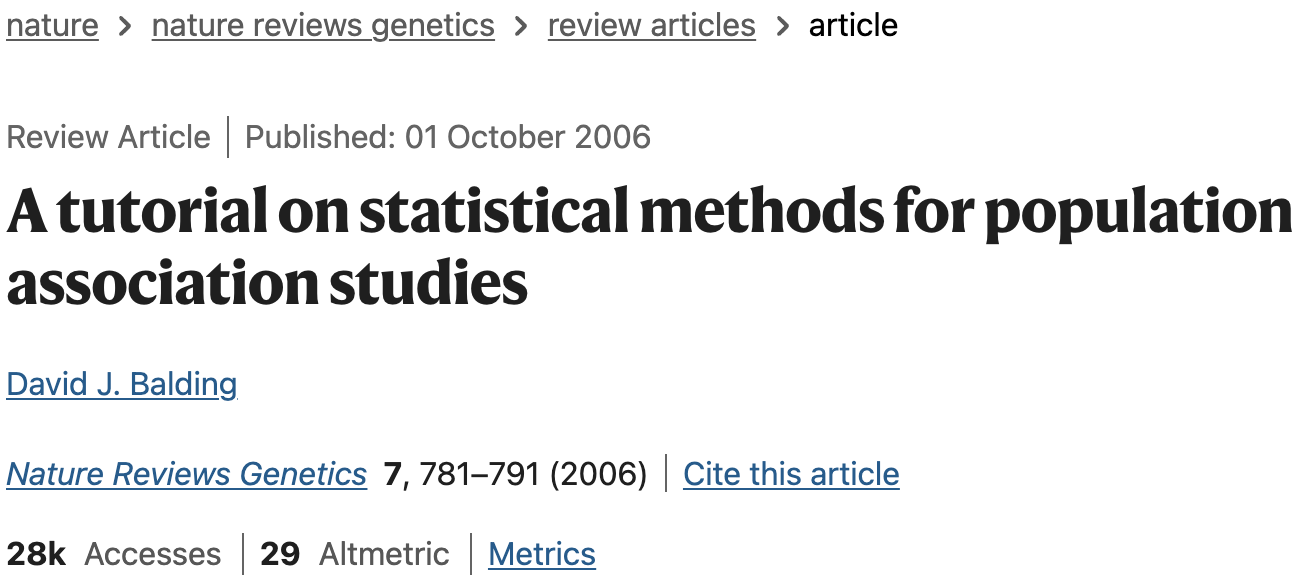 nature > nature reviews genetics > review articles > article
Review Article | Published: 01 October 2006
A tutorial on statistical methods for population
association studies
David J. Balding
Nature Reviews Genetics 7, 781–791 (2006) | Cite this article
28k Accesses | 29 Altmetric | Metrics